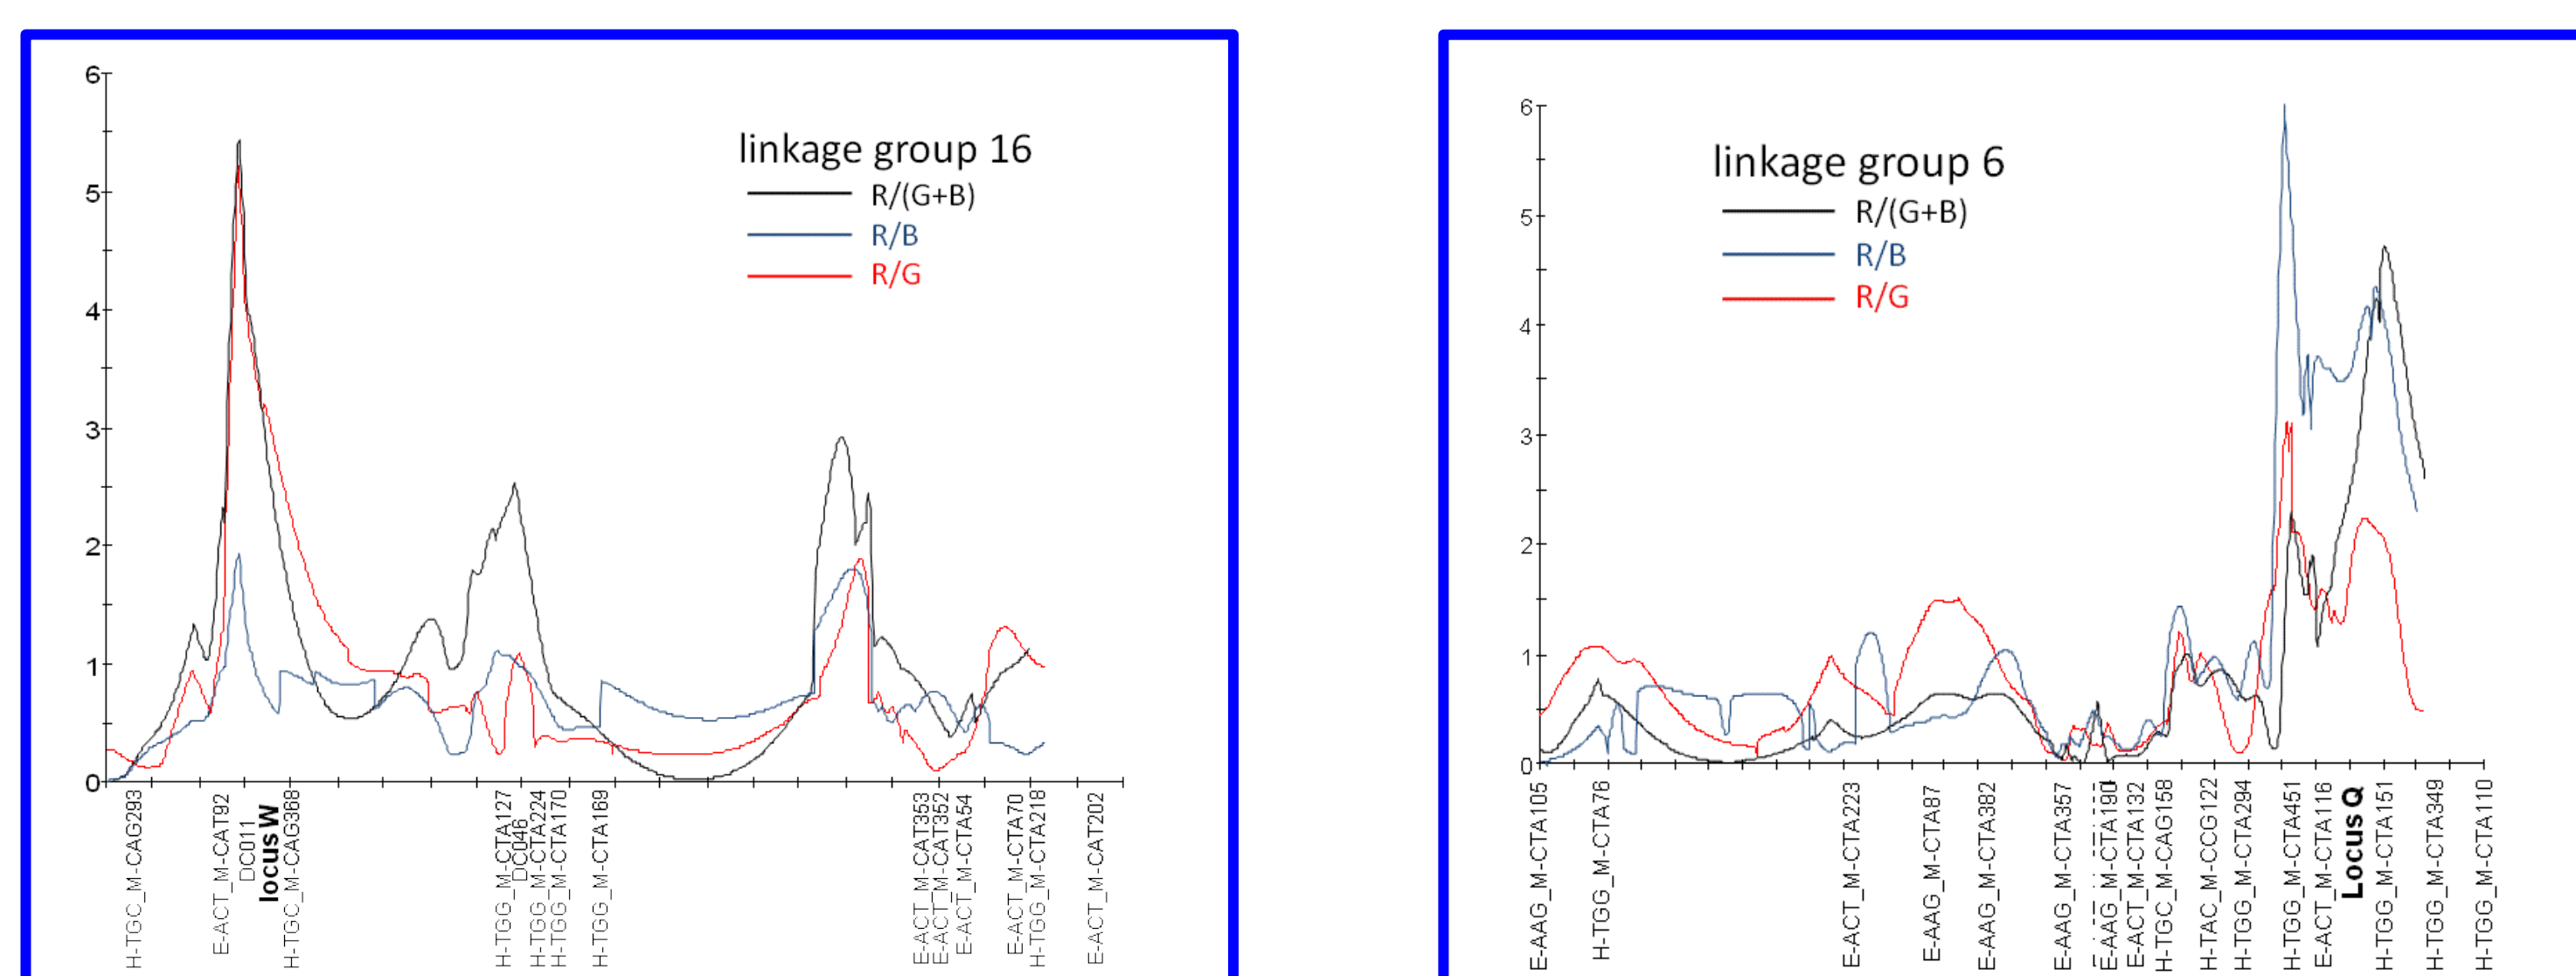 linkage group 16
R/(G+B)
R/B
R/G
6
5
4
3
2
1
0
H-TGC_M-CAG293
E-ACT_M-CAT92
DC011
locus W
H-TGC_M-CAG368
H-TGG_M-CTA127
DC046
H-TGG_M-CTA224
H-TGG_M-CTA170
H-TGG_M-CTA169
E-ACT_M-CAT353
E-ACT_M-CAT352
E-ACT_M-CTA54
E-ACT_M-CTA70
H-TGG_M-CTA218
E-ACT_M-CAT202
linkage group 6
R/(G+B)
R/B
R/G
6
5
4
3
2
1
0
E-AAG_M-CTA105
H-TGG_M-CTA76
E-ACT_M-CTA223
E-AAG_M-CTA87
E-AAG_M-CTA382
E-AAG_M-CTA357
E-AAG_M-CTA190
E-ACT_M-CTA132
H-TGC_M-CAG158
H-TAC_M-CCG122
H-TGG_M-CTA294
H-TGG_M-CTA451
E-ACT_M-CTA116
Locus Q
H-TGG_M-CTA151
H-TGG_M-CTA349
H-TGG_M-CTA110